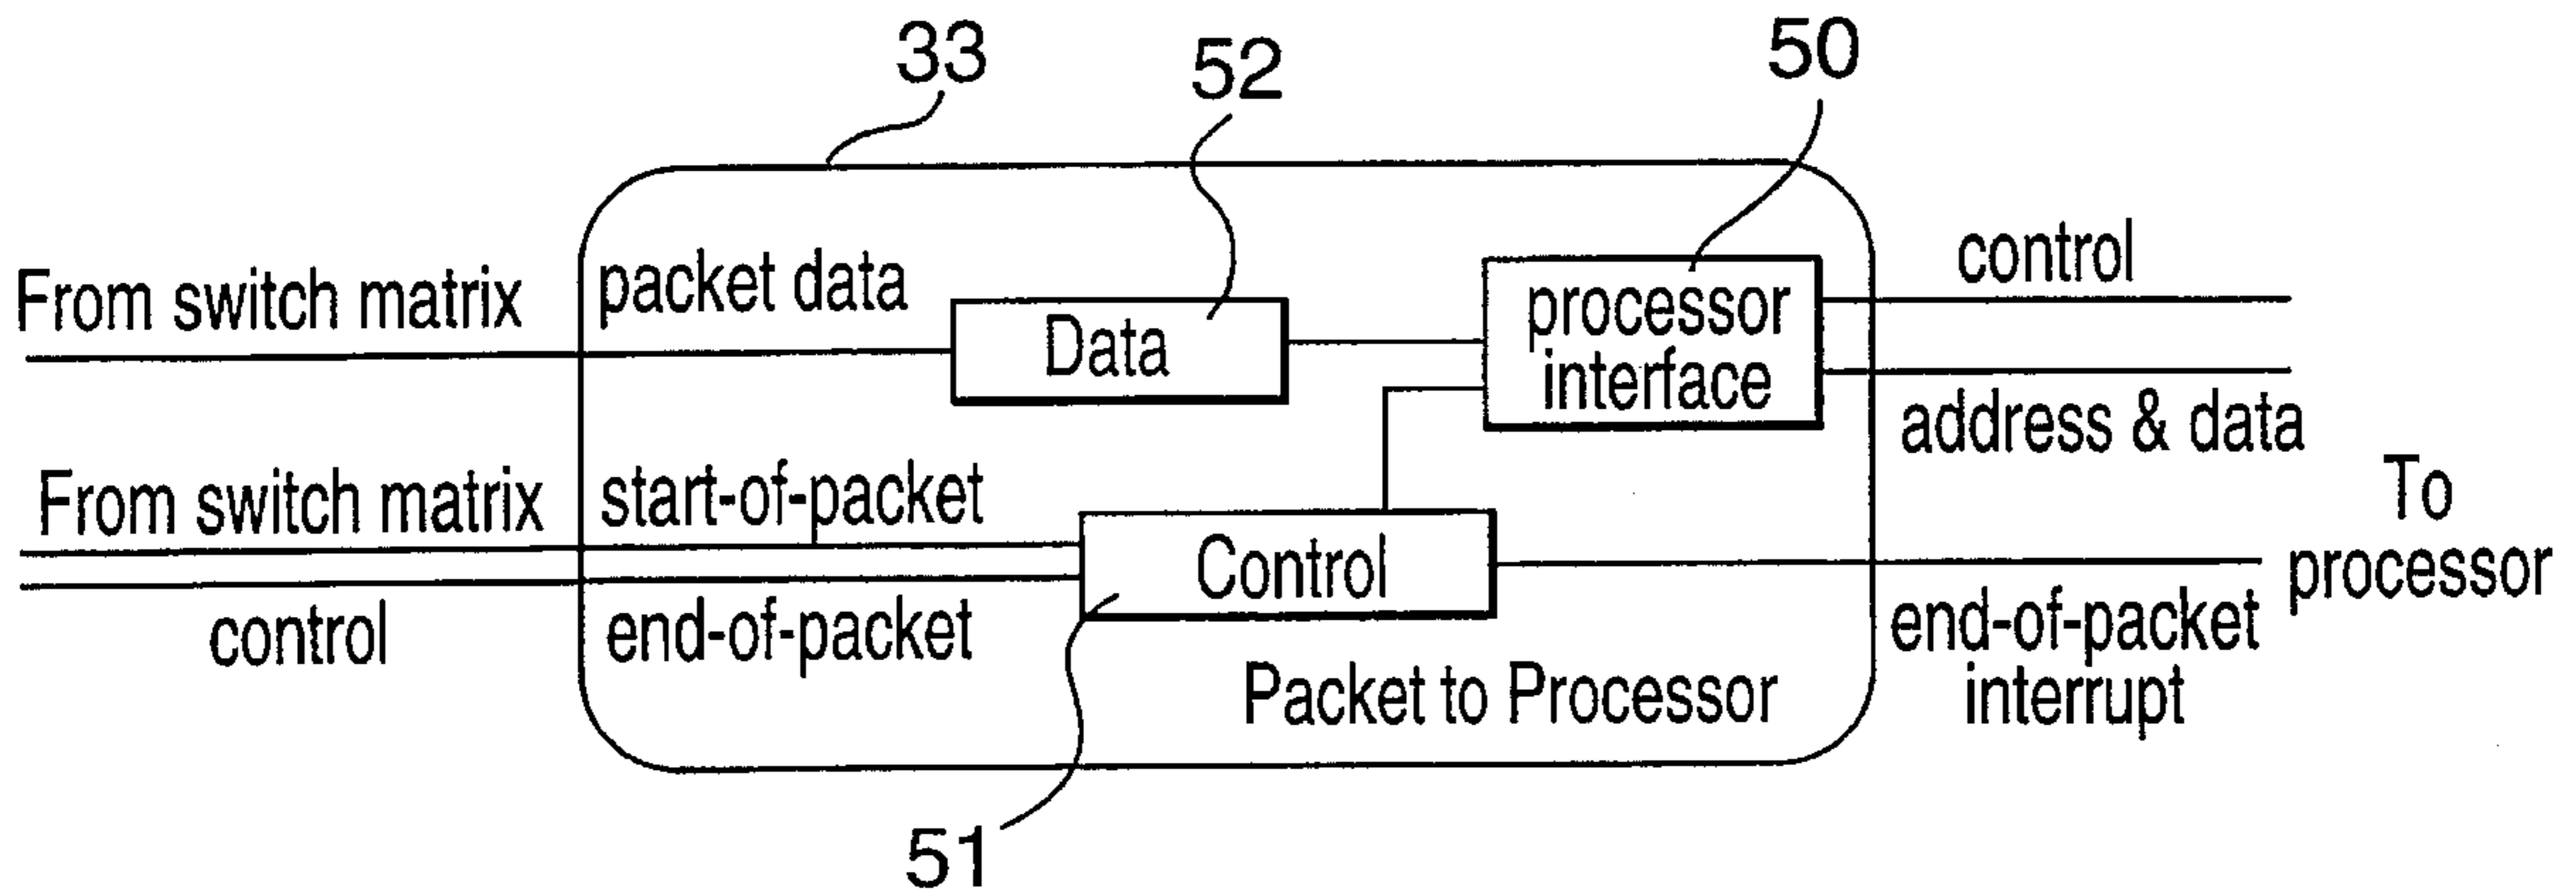 33
52
50
From switch matrix
packet data
Data
processor
interface
control
address & data
From switch matrix
control
start-of-packet
end-of-packet
Control
end-of-packet
interrupt
To
processor
Packet to Processor
51